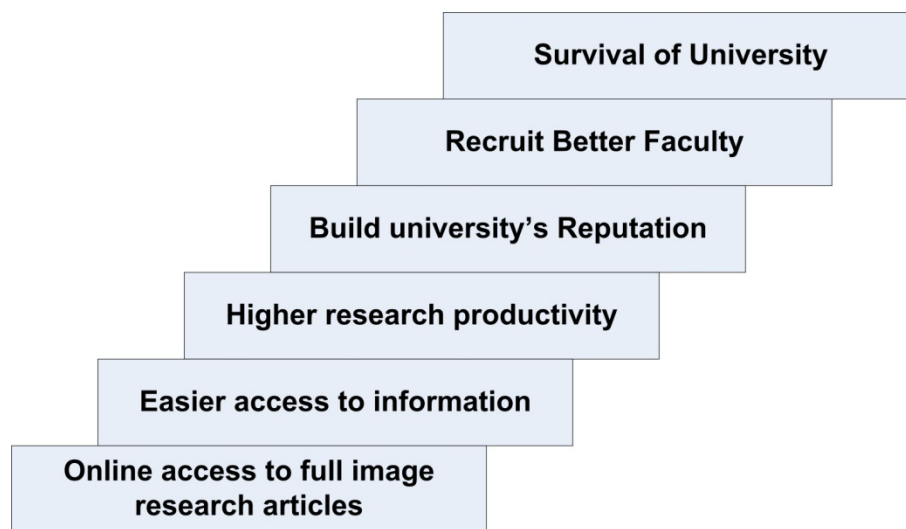 Survival of University
Recruit Better Faculty
Build university’s Reputation
Higher research productivity
Easier access to information
Online access to full image
research articles